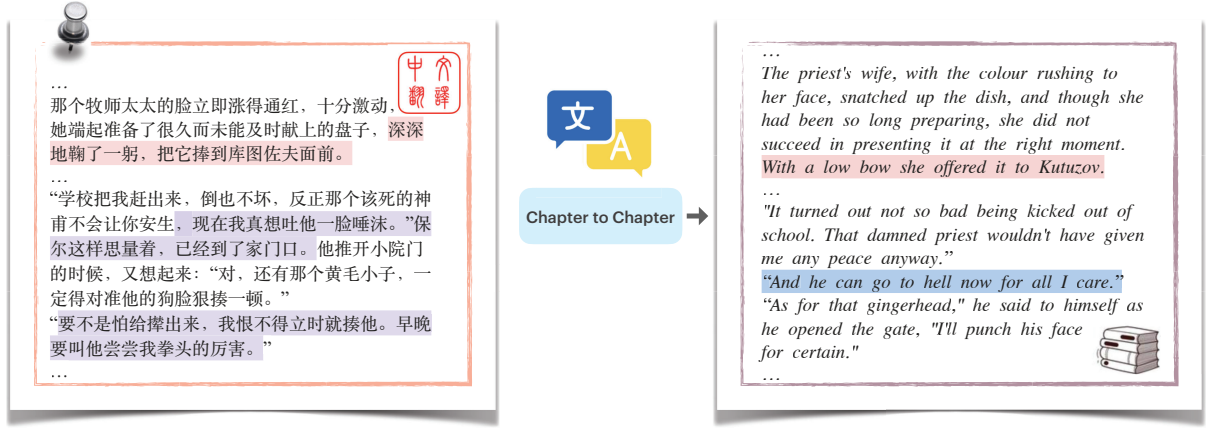 …
那个牧师太太的脸立即涨得通红，十分激动，
她端起准备了很久而未能及时献上的盘子，深深
地鞠了一躬，把它捧到库图佐夫面前。
…
“学校把我赶出来，倒也不坏，反正那个该死的神
甫不会让你安生，现在我真想吐他一脸唾沫。”保
尔这样思量着，已经到了家门口。他推开小院门
的时候，又想起来：“对，还有那个黄毛小子，一
定得对准他的狗脸狠揍一顿。”
“要不是怕给撵出来，我恨不得立时就揍他。早晚
要叫他尝尝我拳头的厉害。”
…
中文
翻譯
文
A
Chapter to Chapter
…
The priest's wife, with the colour rushing to
her face, snatched up the dish, and though she
had been so long preparing, she did not
succeed in presenting it at the right moment.
With a low bow she offered it to Kutuzov.
…
"It turned out not so bad being kicked out of
school. That damned priest wouldn't have given
me any peace anyway.”
“And he can go to hell now for all I care.”
“As for that gingerhead," he said to himself as
he opened the gate, "I'll punch his face
for certain."
…